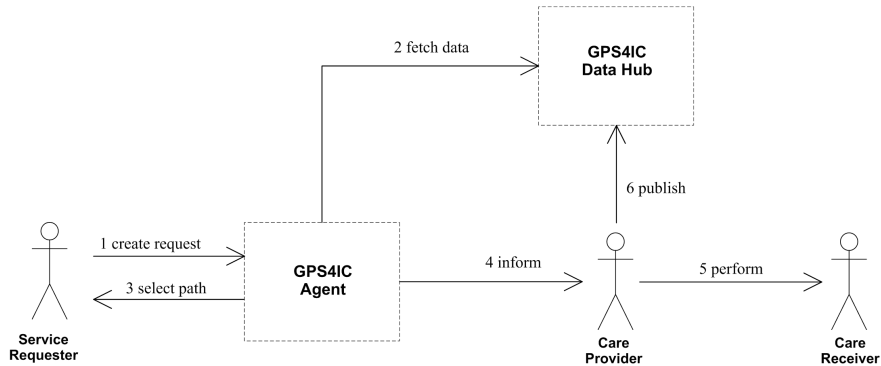 2 fetch data
GPS4IC
Data Hub
6 publish
1 create request
3 select path
GPS4IC
Agent
4 inform
5 perform
Service
Requester
Care
Provider
Care
Receiver